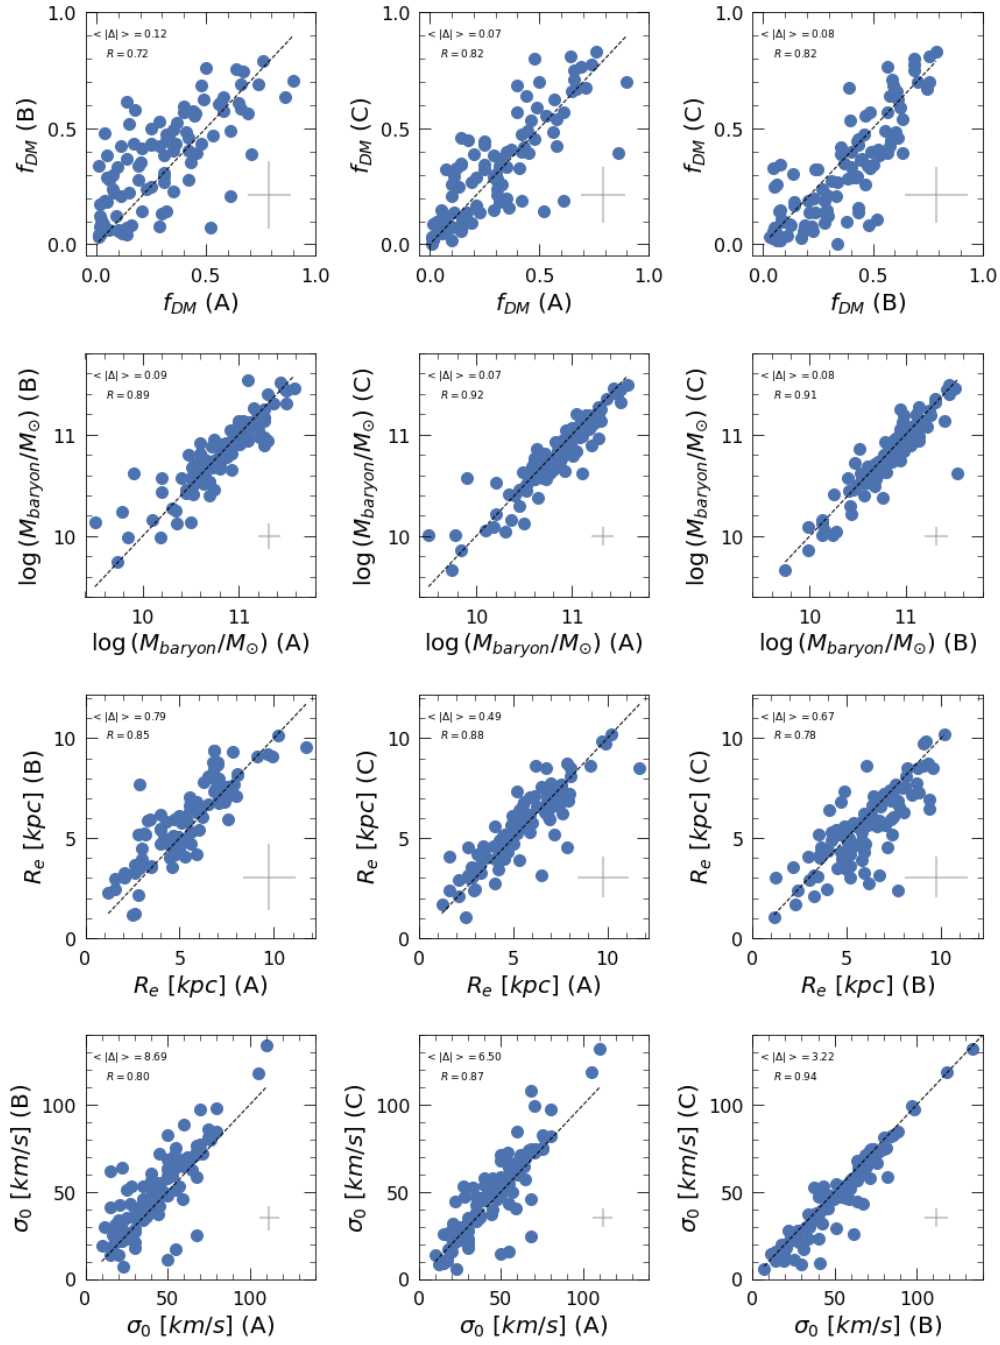 < |Δ| > = 0.12
R = 0.72
1.0
0.5
0.0
f_DM (B)
0.0 0.5 1.0
f_DM (A)
< |Δ| > = 0.07
R = 0.82
1.0
0.5
0.0
f_DM (C)
0.0 0.5 1.0
f_DM (A)
< |Δ| > = 0.08
R = 0.82
1.0
0.5
0.0
f_DM (C)
0.0 0.5 1.0
f_DM (B)
< |Δ| > = 0.09
R = 0.89
11
10
log (M_baryon/M_⊙) (B)
10 11
log (M_baryon/M_⊙) (A)
< |Δ| > = 0.07
R = 0.92
11
10
log (M_baryon/M_⊙) (C)
10 11
log (M_baryon/M_⊙) (A)
< |Δ| > = 0.08
R = 0.91
11
10
log (M_baryon/M_⊙) (C)
10 11
log (M_baryon/M_⊙) (B)
< |Δ| > = 0.79
R = 0.85
10
5
0
R_e [kpc] (B)
0 5 10
R_e [kpc] (A)
< |Δ| > = 0.49
R = 0.88
10
5
0
R_e [kpc] (C)
0 5 10
R_e [kpc] (A)
< |Δ| > = 0.67
R = 0.78
10
5
0
R_e [kpc] (C)
0 5 10
R_e [kpc] (B)
< |Δ| > = 8.69
R = 0.80
100
50
0
σ_0 [km/s] (B)
0 50 100
σ_0 [km/s] (A)
< |Δ| > = 6.50
R = 0.87
100
50
0
σ_0 [km/s] (C)
0 50 100
σ_0 [km/s] (A)
< |Δ| > = 3.22
R = 0.94
100
50
0
σ_0 [km/s] (C)
0 50 100
σ_0 [km/s] (B)